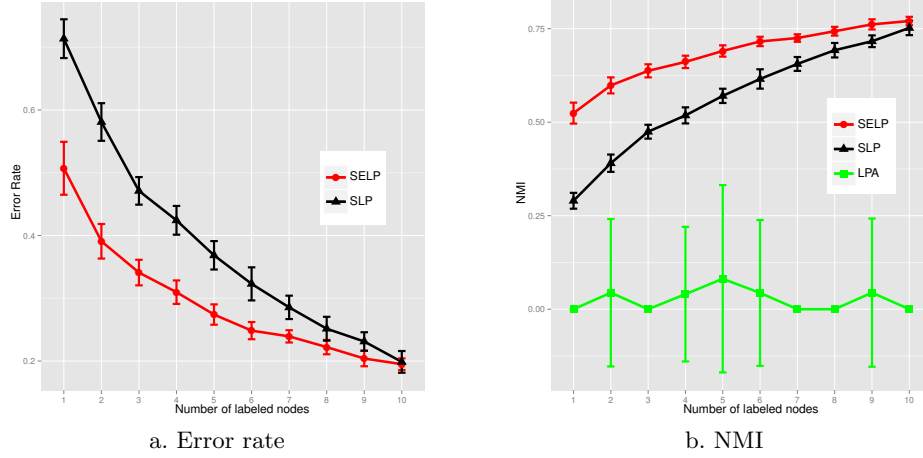 Error Rate
0.6
0.4
0.2
SELP
SLP
1 2 3 4 5 6 7 8 9 10
Number of labeled nodes
a. Error rate
NMI
0.75
0.50
0.25
0.00
SELP
SLP
LPA
1 2 3 4 5 6 7 8 9 10
Number of labeled nodes
b. NMI